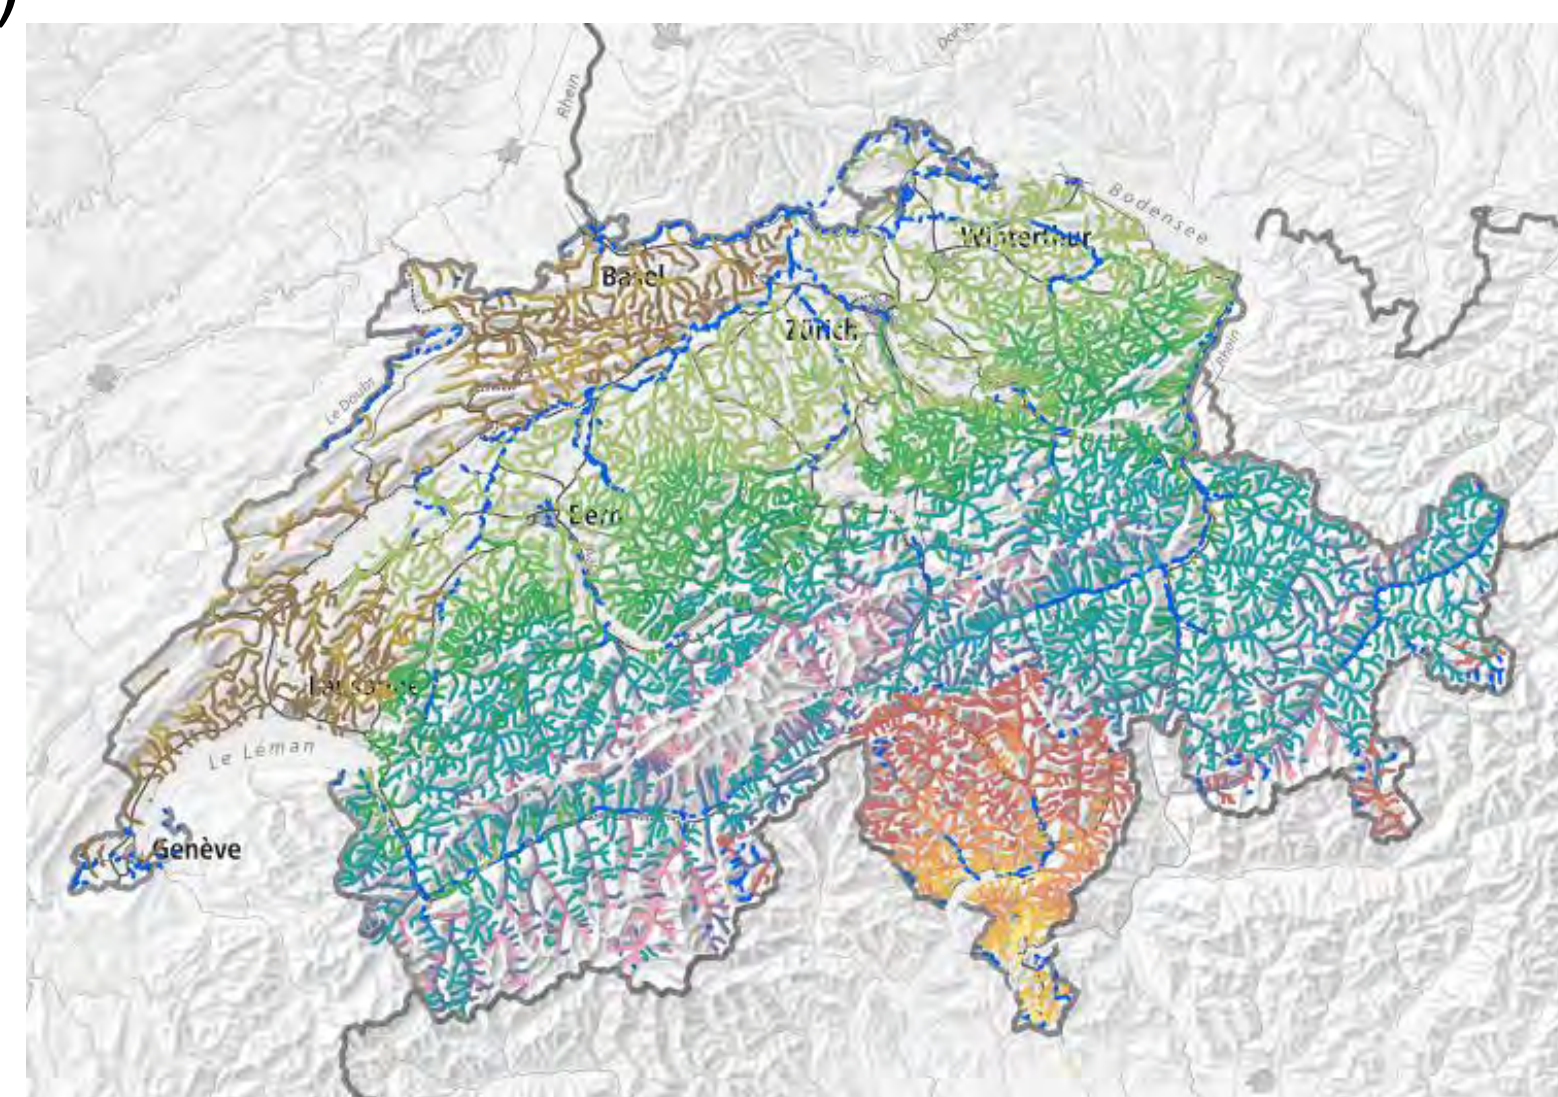 )
Rhein
Bodensee
Winterthur
Basel
Zürich
Rhein
Le Doubs
Bern
Lausanne
Le Léman
Genève